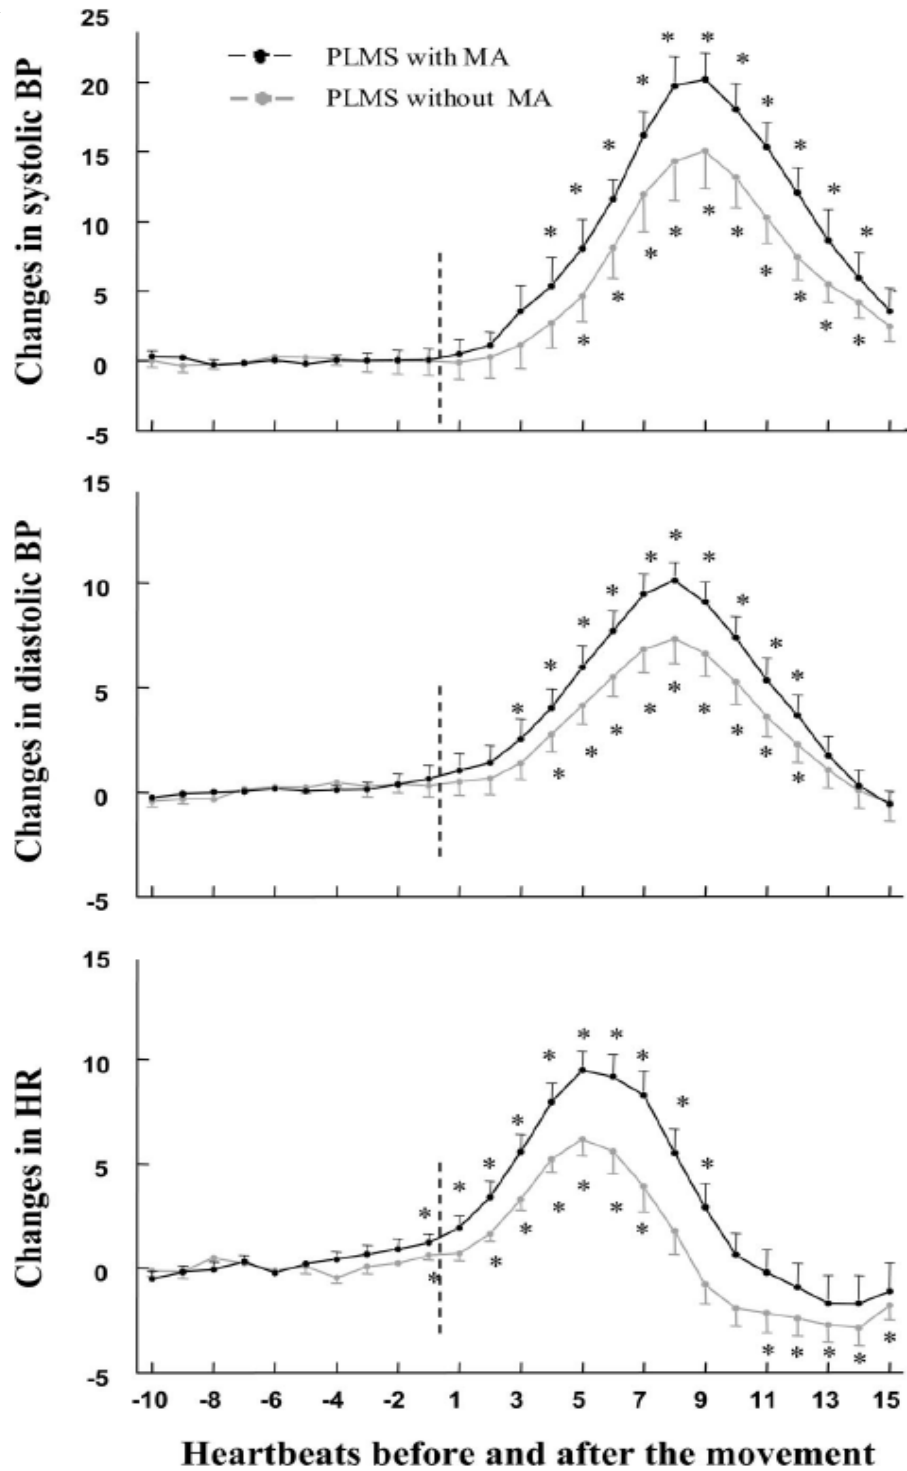 25
20
15
10
5
0
-5
Changes in systolic BP
PLMS with MA
PLMS without MA
* * * * * * * * * * *
* * * * * * * * * *
15
10
5
0
-5
Changes in diastolic BP
* * * * * * * * * *
* * * * * * * * *
15
10
5
0
-5
Changes in HR
* * * * * * * * * *
* * * * * * * * * * * *
-10 -8 -6 -4 -2 1 3 5 7 9 11 13 15
Heartbeats before and after the movement